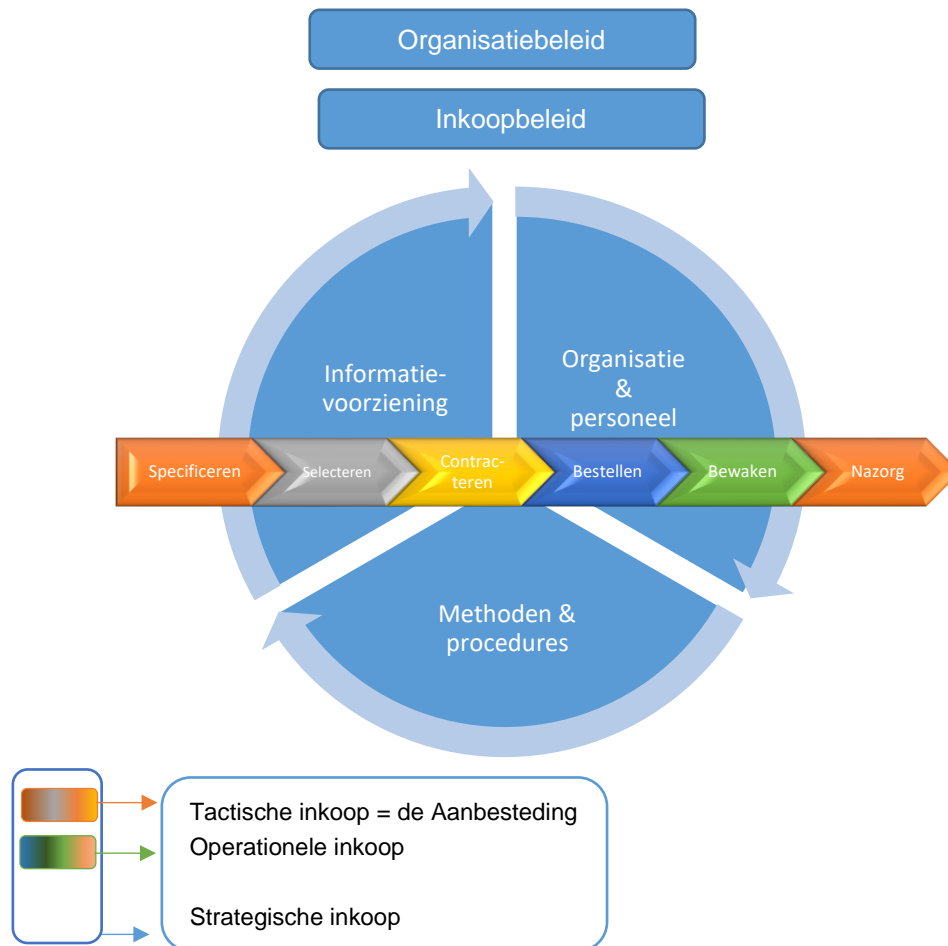 Organisatiebeleid
Inkoopbeleid
Informatie-
voorziening
Organisatie
&
personeel
Specificeren
Selecteren
Contrac-
teren
Bestellen
Bewaken
Nazorg
Methoden &
procedures
Tactische inkoop = de Aanbesteding
Operationele inkoop
Strategische inkoop